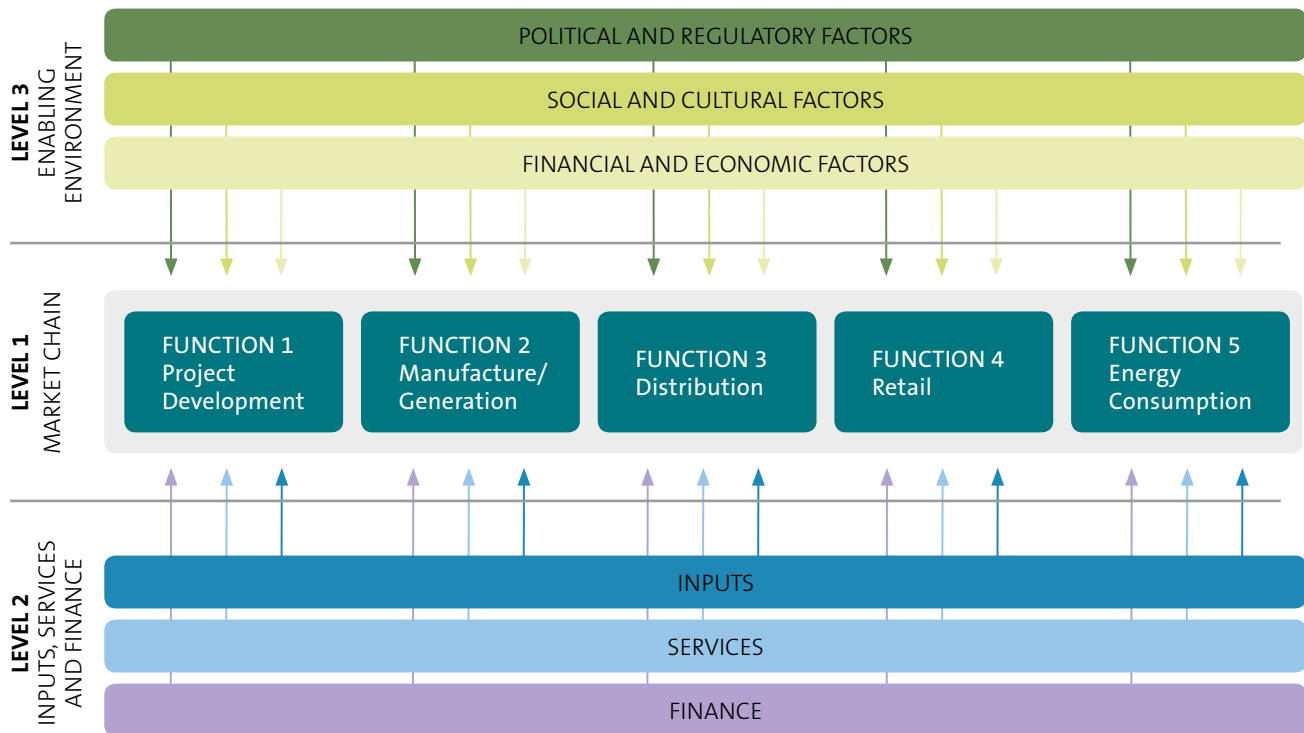 LEVEL 3
ENABLING
ENVIRONMENT
POLITICAL AND REGULATORY FACTORS
SOCIAL AND CULTURAL FACTORS
FINANCIAL AND ECONOMIC FACTORS
LEVEL 1
MARKET CHAIN
FUNCTION 1
Project
Development
FUNCTION 2
Manufacture/
Generation
FUNCTION 3
Distribution
FUNCTION 4
Retail
FUNCTION 5
Energy
Consumption
LEVEL 2
INPUTS, SERVICES
AND FINANCE
INPUTS
SERVICES
FINANCE